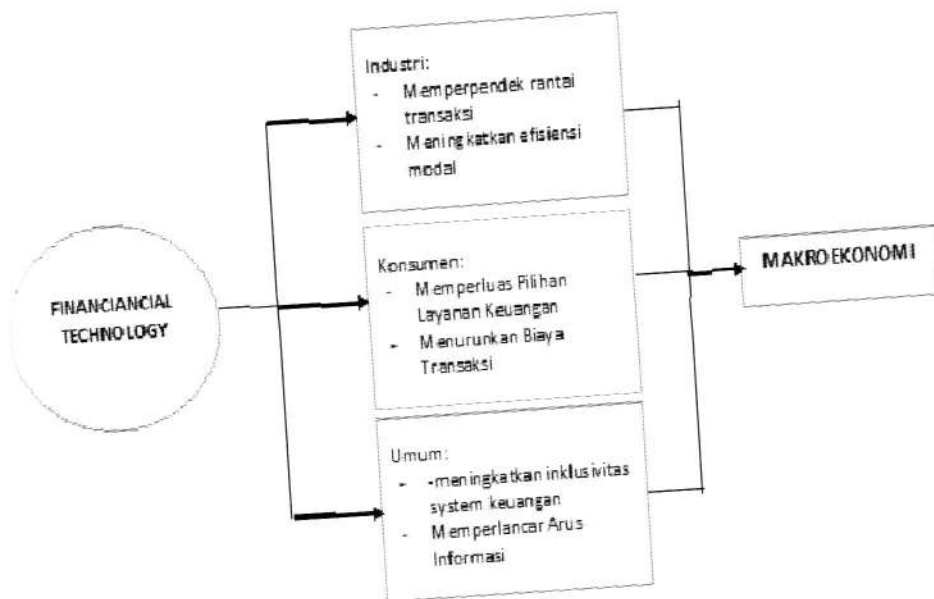 FINANCIANCIAL
TECHNOLOGY
Industri:
- Memperpendek rantai
transaksi
- Meningkatkan efisiensi
modal
Konsumen:
- Memperluas Pilihan
Layanan Keuangan
- Menurunkan Biaya
Transaksi
Umum:
- -meningkatkan inklusivitas
system keuangan
- Memperlancar Arus
Informasi
MAKROEKONOMI